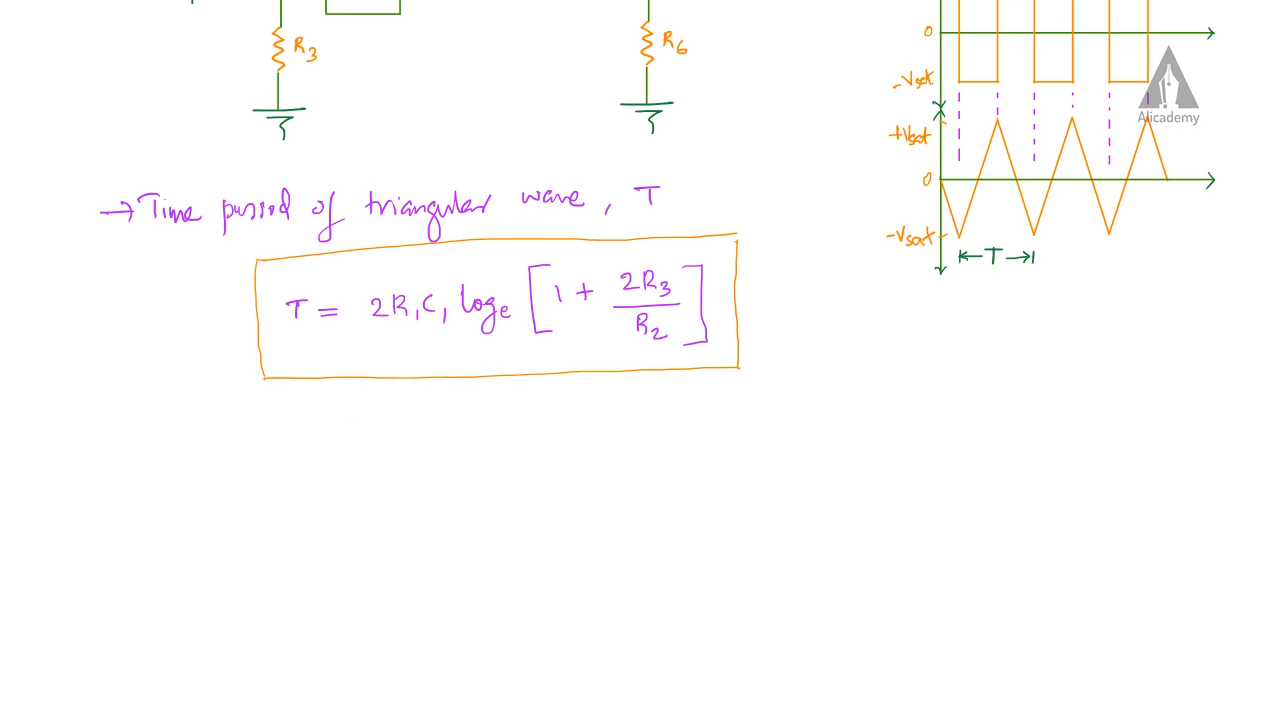 R3
R6
0
-Vsat
Alicademy
+Vsat
0
-Vsat
T
→ Time period of triangular wave, T
T = 2R1C1 loge [1 + 2R3/R2]